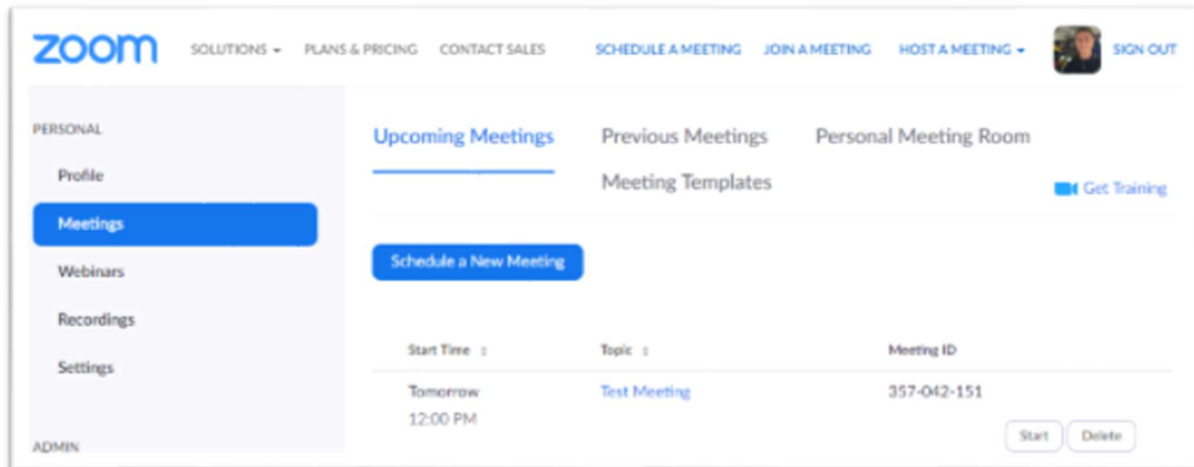 zoom SOLUTIONS PLANS & PRICING CONTACT SALES SCHEDULE A MEETING JOIN A MEETING HOST A MEETING SIGN OUT
PERSONAL
Profile
Meetings
Webinars
Recordings
Settings
ADMIN
Upcoming Meetings Previous Meetings Personal Meeting Room
Meeting Templates
Get Training
Schedule a New Meeting
Start Time Topic Meeting ID
Tomorrow Test Meeting 357-042-151
12:00 PM
Start Delete